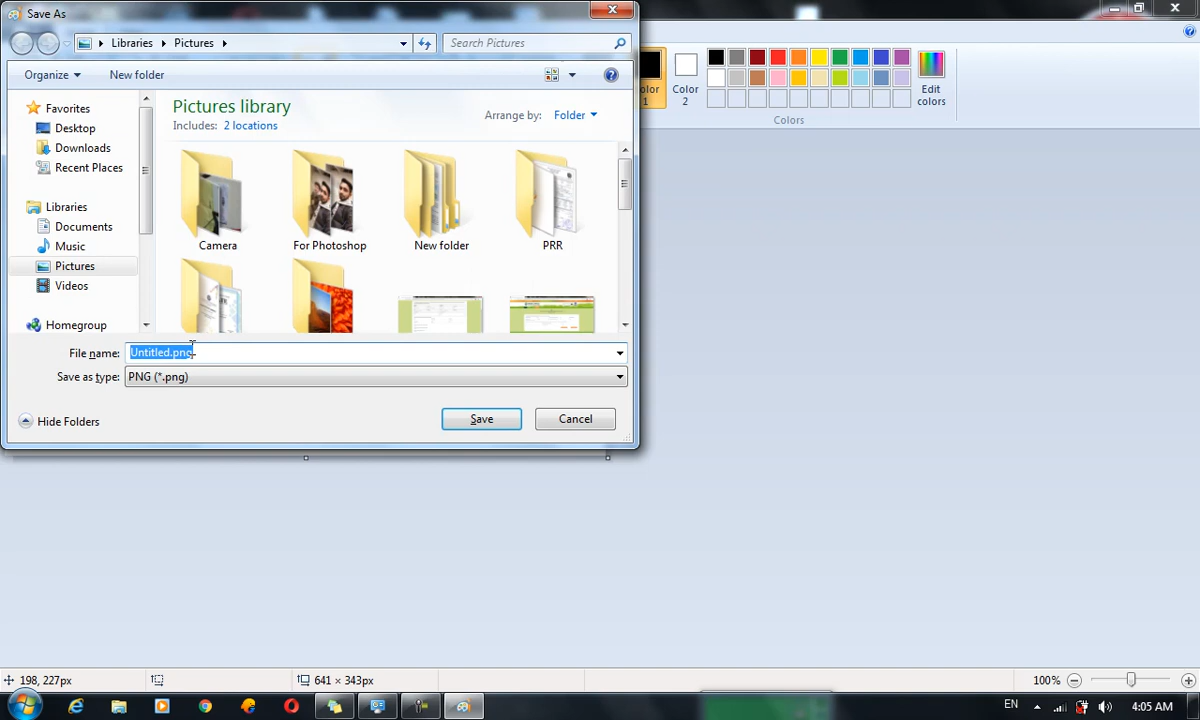 Save As
Libraries
Pictures
Search Pictures
Organize
New folder
Favorites
Desktop
Downloads
Recent Places
Libraries
Documents
Music
Pictures
Videos
Homegroup
Pictures library
Includes: 2 locations
Arrange by: Folder
Camera
For Photoshop
New folder
PRR
File name: Untitled.png
Save as type: PNG (*.png)
Hide Folders
Save
Cancel
Color
2
1
Edit
colors
Colors
198, 227px
641 × 343px
100%
EN
4:05 AM